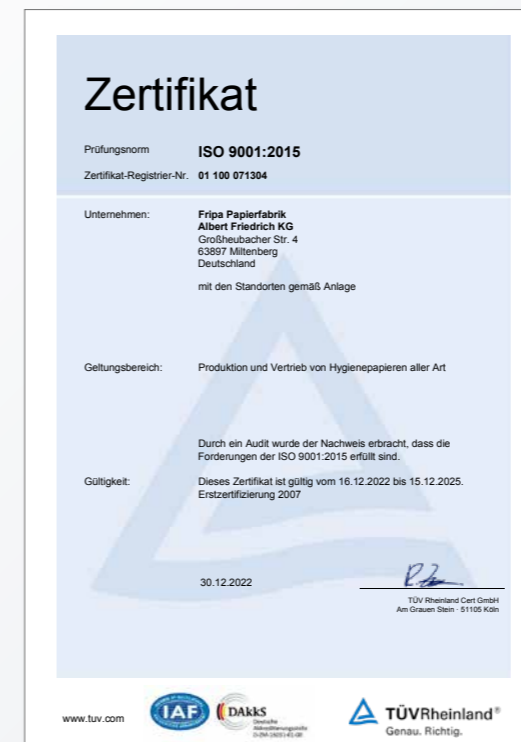 Zertifikat
Prüfungsnorm ISO 9001:2015
Zertifikat-Registrier-Nr. 01 100 071304
Unternehmen: Fripa Papierfabrik
Albert Friedrich KG
Großheubacher Str. 4
63897 Miltenberg
Deutschland
mit den Standorten gemäß Anlage
Geltungsbereich: Produktion und Vertrieb von Hygienepapieren aller Art
Durch ein Audit wurde der Nachweis erbracht, dass die
Forderungen der ISO 9001:2015 erfüllt sind.
Gültigkeit: Dieses Zertifikat ist gültig vom 16.12.2022 bis 15.12.2025.
Erstzertifizierung 2007
30.12.2022
TÜV Rheinland Cert GmbH
Am Grauen Stein · 51105 Köln
www.tuv.com
IAF
DAkkS
Deutsche
Akkreditierungsstelle
TÜVRheinland®
Genau. Richtig.